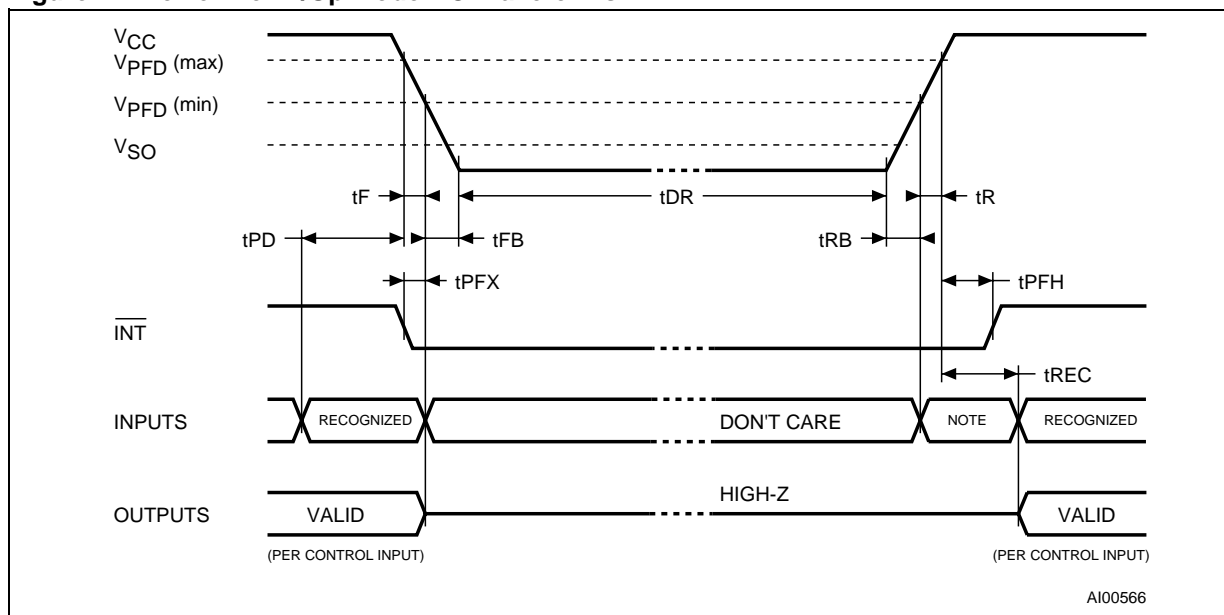 VCC
VPFD (max)
VPFD (min)
VSO
tF
tDR
tR
tPD
tFB
tRB
tPFX
tPFH
INT
tREC
INPUTS
RECOGNIZED
DON'T CARE
NOTE
RECOGNIZED
HIGH-Z
OUTPUTS
VALID
VALID
(PER CONTROL INPUT)
(PER CONTROL INPUT)
AI00566